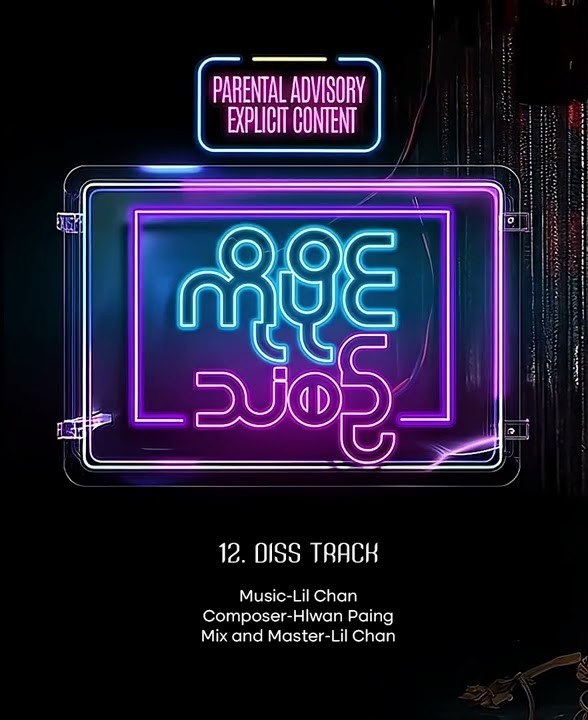 PARENTAL ADVISORY
EXPLICIT CONTENT
12. DISS TRACK
Music-Lil Chan
Composer-Hlwan Paing
Mix and Master-Lil Chan